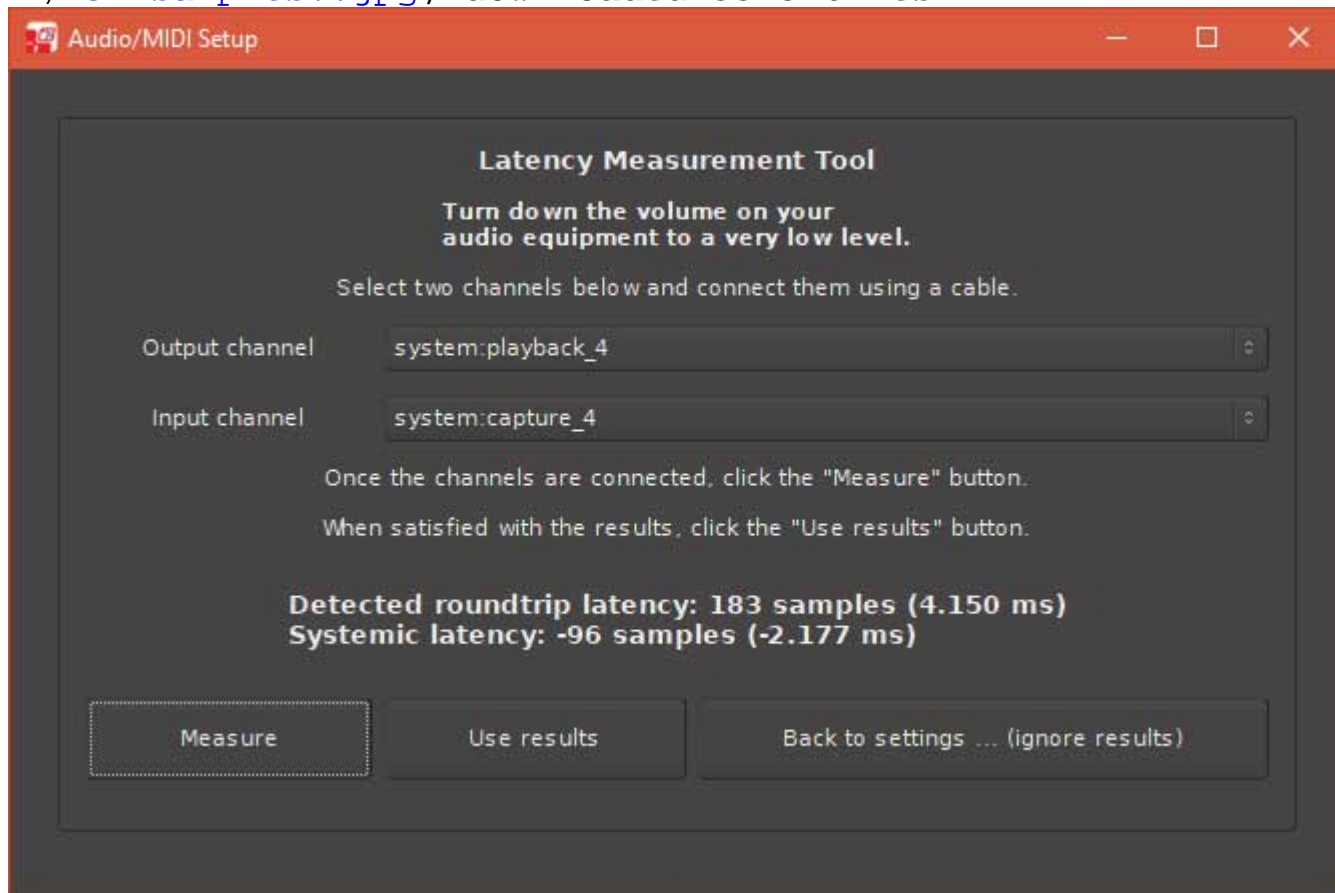 Audio/MIDI Setup
Latency Measurement Tool
Turn down the volume on your
audio equipment to a very low level.
Select two channels below and connect them using a cable.
Output channel system:playback_4
Input channel system:capture_4
Once the channels are connected, click the "Measure" button.
When satisfied with the results, click the "Use results" button.
Detected roundtrip latency: 183 samples (4.150 ms)
Systemic latency: -96 samples (-2.177 ms)
Measure Use results Back to settings ... (ignore results)